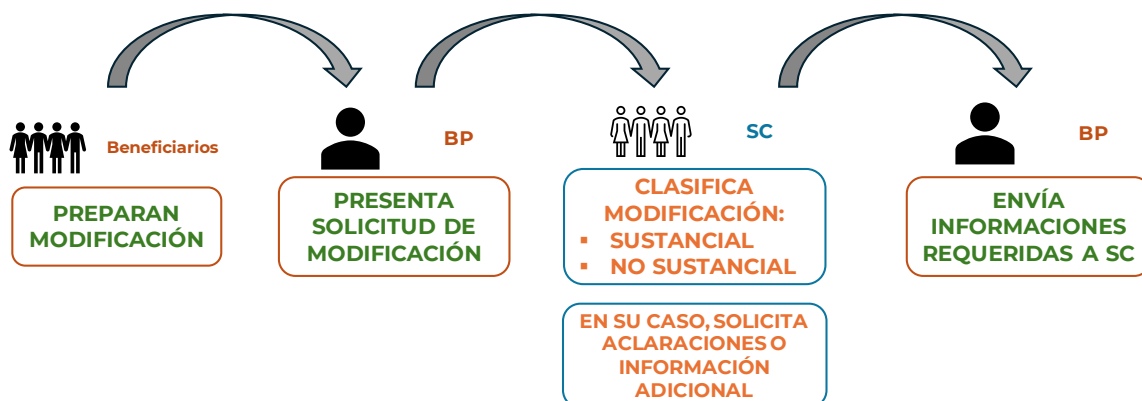 Beneficiarios
PREPARAN
MODIFICACIÓN
BP
PRESENTA
SOLICITUD DE
MODIFICACIÓN
SC
CLASIFICA
MODIFICACIÓN:
▪ SUSTANCIAL
▪ NO SUSTANCIAL
EN SU CASO, SOLICITA
ACLARACIONES O
INFORMACIÓN
ADICIONAL
BP
ENVÍA
INFORMACIONES
REQUERIDAS A SC